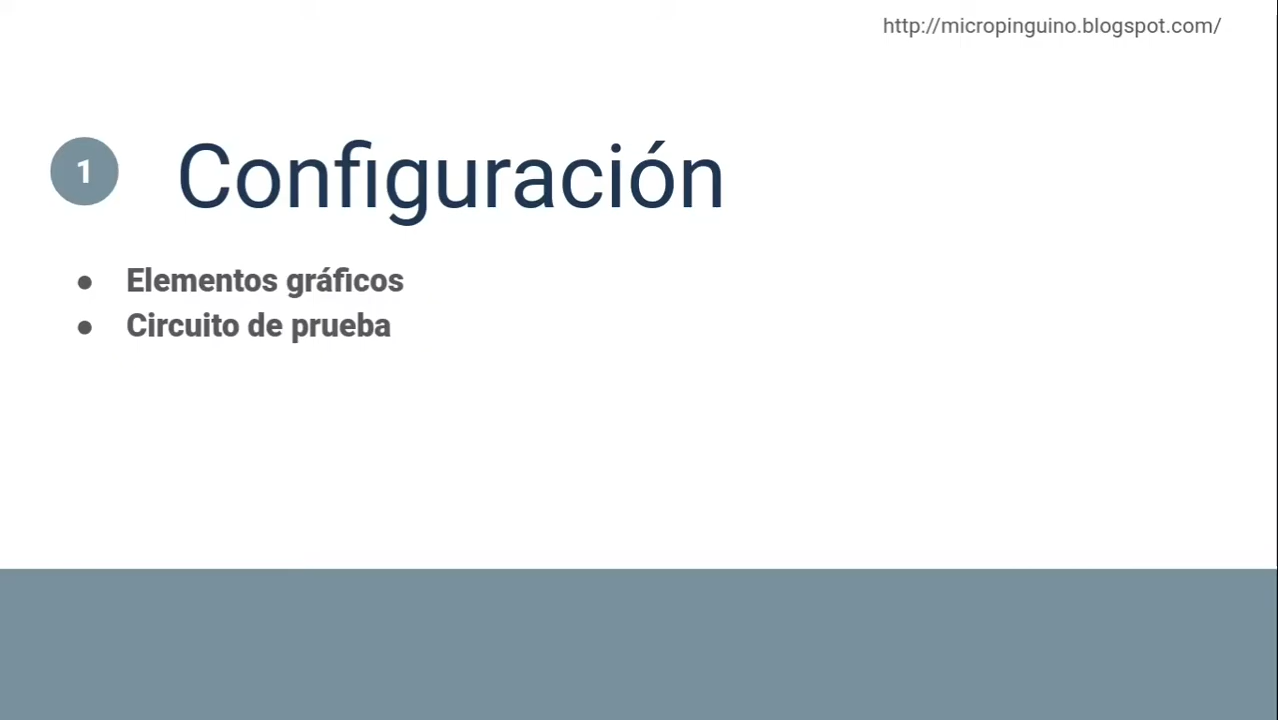 http://micropinguino.blogspot.com/
1 Configuración
● Elementos gráficos
● Circuito de prueba